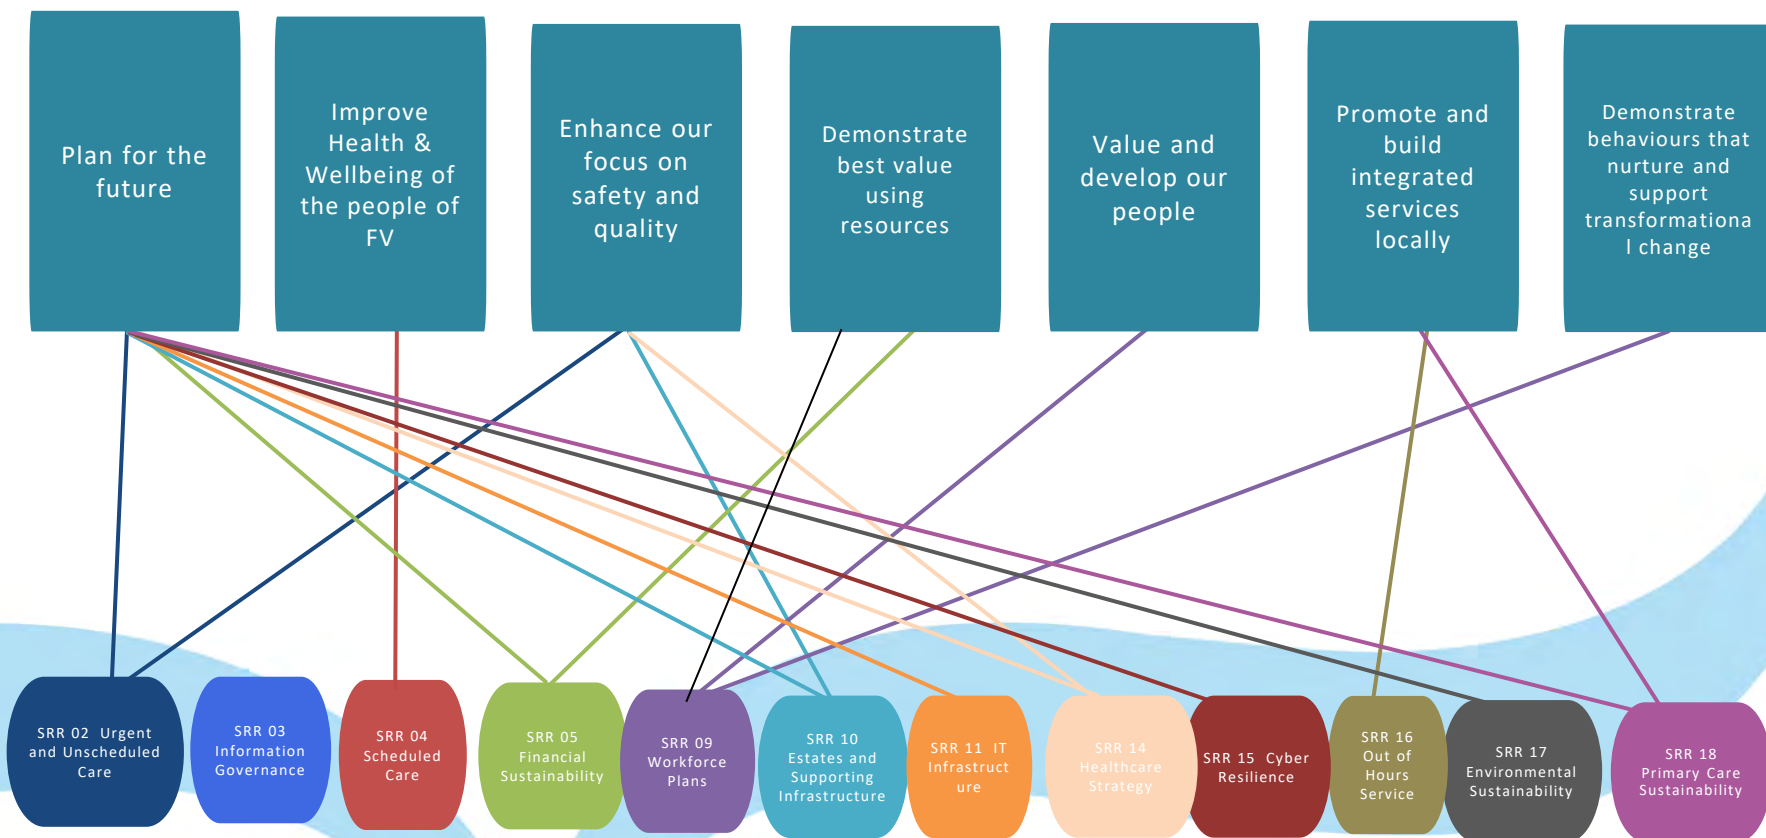 Plan for the
future
Improve
Health &
Wellbeing of
the people of
FV
Enhance our
focus on
safety and
quality
Demonstrate
best value
using
resources
Value and
develop our
people
Promote and
build
integrated
services
locally
Demonstrate
behaviours that
nurture and
support
transformationa
l change
SRR 02 Urgent
and Unscheduled
Care
SRR 03
Information
Governance
SRR 04
Scheduled
Care
SRR 05
Financial
Sustainability
SRR 09
Workforce
Plans
SRR 10
Estates and
Supporting
Infrastructure
SRR 11 IT
Infrastruct
ure
SRR 14
Healthcare
Strategy
SRR 15 Cyber
Resilience
SRR 16
Out of
Hours
Service
SRR 17
Environmental
Sustainability
SRR 18
Primary Care
Sustainability